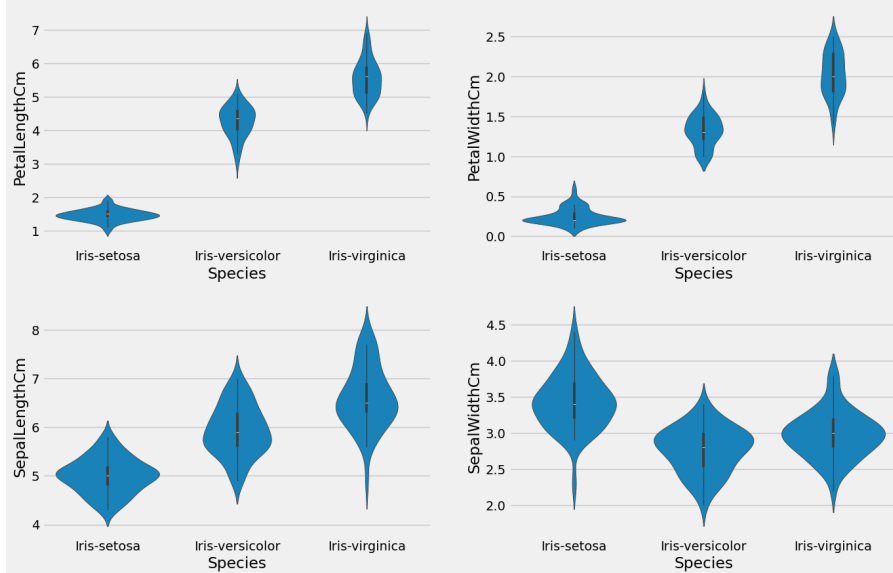 PetalLengthCm
7
6
5
4
3
2
1
Iris-setosa Iris-versicolor Iris-virginica
Species
PetalWidthCm
2.5
2.0
1.5
1.0
0.5
0.0
Iris-setosa Iris-versicolor Iris-virginica
Species
SepalLengthCm
8
7
6
5
4
Iris-setosa Iris-versicolor Iris-virginica
Species
SepalWidthCm
4.5
4.0
3.5
3.0
2.5
2.0
Iris-setosa Iris-versicolor Iris-virginica
Species